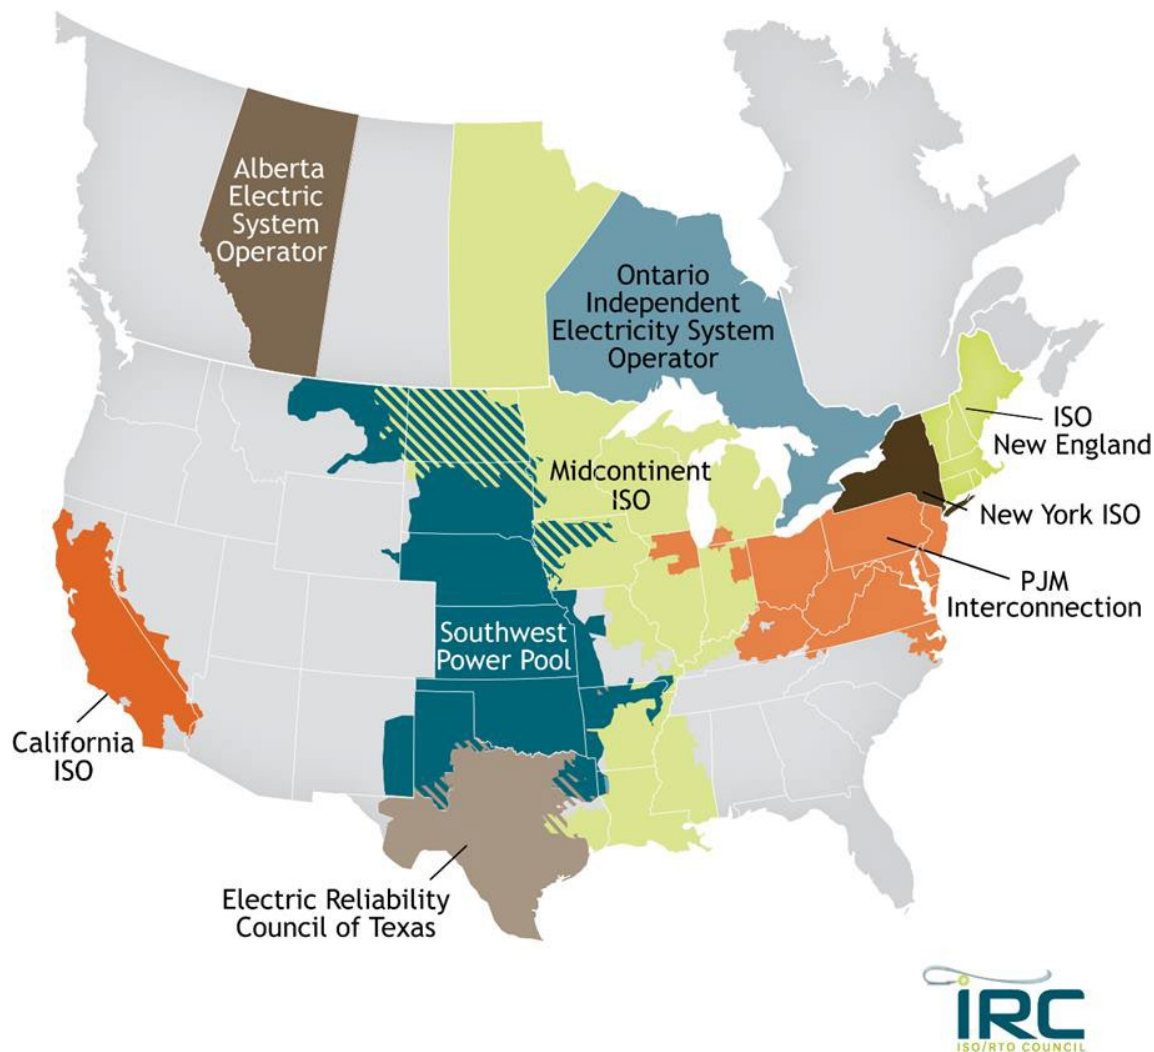 Alberta
Electric
System
Operator
Ontario
Independent
Electricity System
Operator
ISO
New England
Midcontinent
ISO
New York ISO
PJM
Interconnection
Southwest
Power Pool
California
ISO
Electric Reliability
Council of Texas
iRC
ISO/RTO COUNCIL